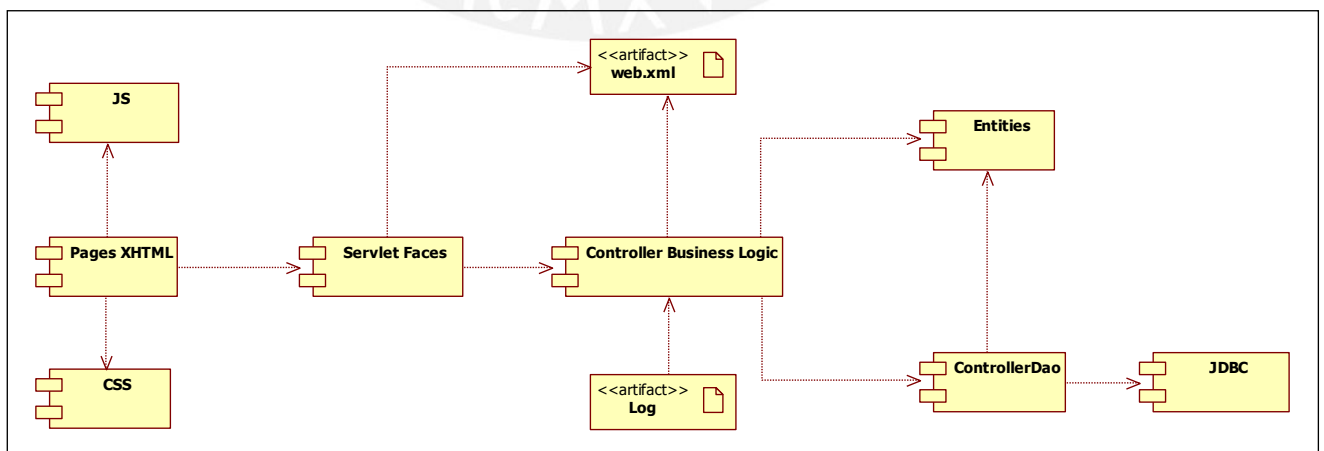 <<artifact>>
web.xml
JS
Entities
Pages XHTML
Servlet Faces
Controller Business Logic
CSS
<<artifact>>
Log
ControllerDao
JDBC